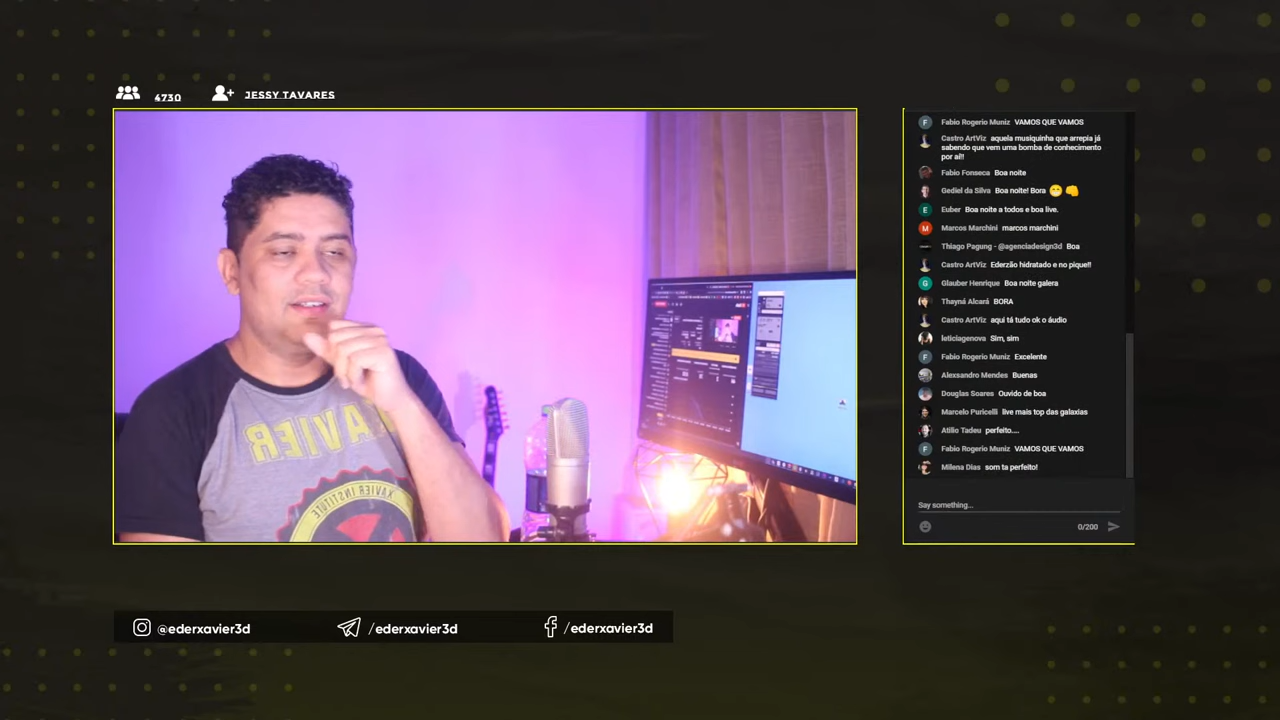 4730
JESSY TAVARES
XAVIER
XAVIER INSTITUTE
Fabio Rogerio Muniz VAMOS QUE VAMOS
Castro ArtViz aquela musiquinha que arrepia já
sabendo que vem uma bomba de conhecimento
por aí!!
Fabio Fonseca Boa noite
Gediel da Silva Boa noite! Bora 😁 👊
Euber Boa noite a todos e boa live.
Marcos Marchini marcos marchini
Thiago Pagung - @agenciadesign3d Boa
Castro ArtViz Ederzão hidratado e no pique!!
Glauber Henrique Boa noite galera
Thayná Alcará BORA
Castro ArtViz aqui tá tudo ok o áudio
leticiagenova Sim, sim
Fabio Rogerio Muniz Excelente
Alexsandro Mendes Buenas
Douglas Soares Ouvido de boa
Marcelo Puricelli live mais top das galaxias
Atilio Tadeu perfeito....
Fabio Rogerio Muniz VAMOS QUE VAMOS
Milena Dias som ta perfeito!
Say something...
0/200
@ederxavier3d
/ederxavier3d
/ederxavier3d